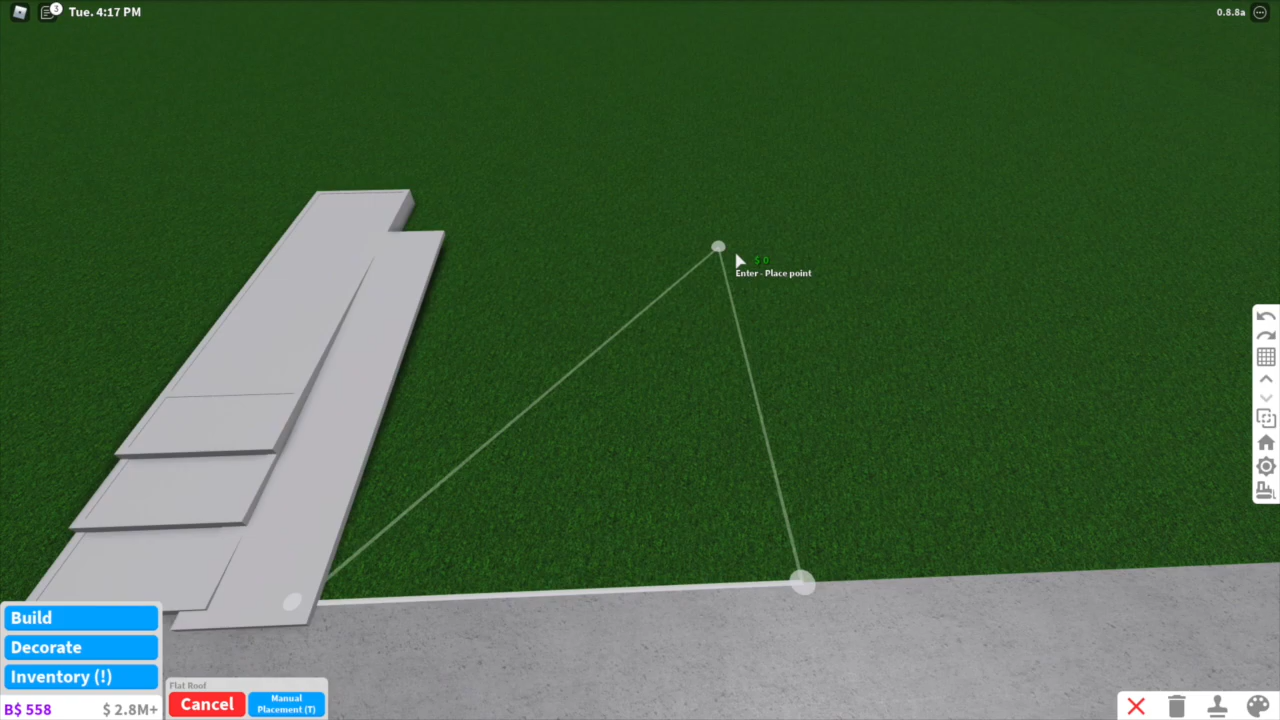 3
Tue. 4:17 PM
0.8.8a
$ 0
Enter - Place point
Build
Decorate
Inventory (!)
B$ 558
$ 2.8M+
Flat Roof
Cancel
Manual
Placement (T)